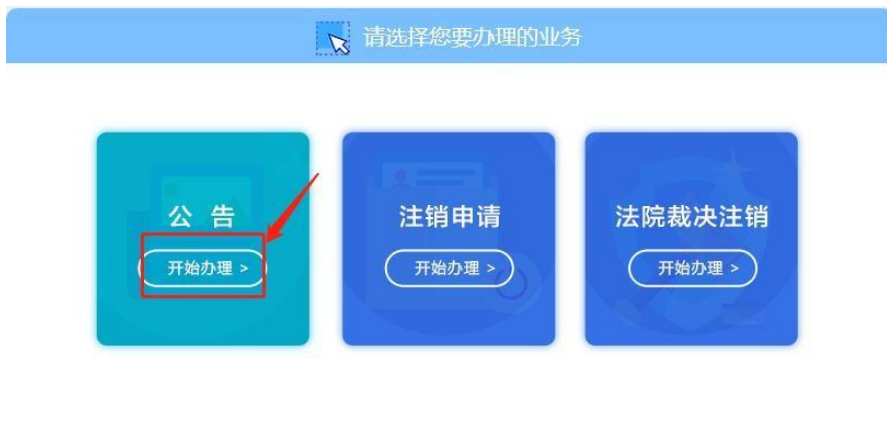 请选择您要办理的业务
公 告
开始办理 >
注销申请
开始办理 >
法院裁决注销
开始办理 >